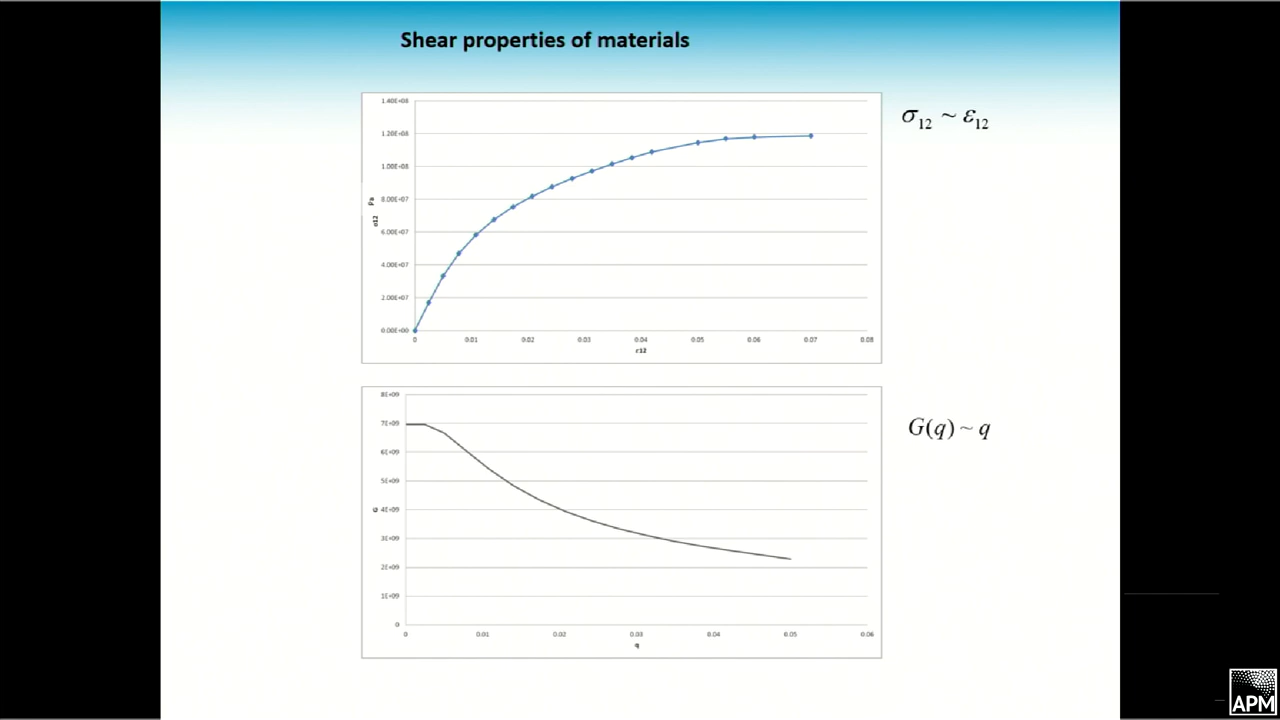 Shear properties of materials
σ₁₂ ~ ε₁₂
1.40E+08
1.20E+08
1.00E+08
8.00E+07
6.00E+07
4.00E+07
2.00E+07
0.00E+00
σ12 Pa
0 0.01 0.02 0.03 0.04 0.05 0.06 0.07 0.08
ε12
G(q) ~ q
8E+09
7E+09
6E+09
5E+09
4E+09
3E+09
2E+09
1E+09
0
G
0 0.01 0.02 0.03 0.04 0.05 0.06
q
APM